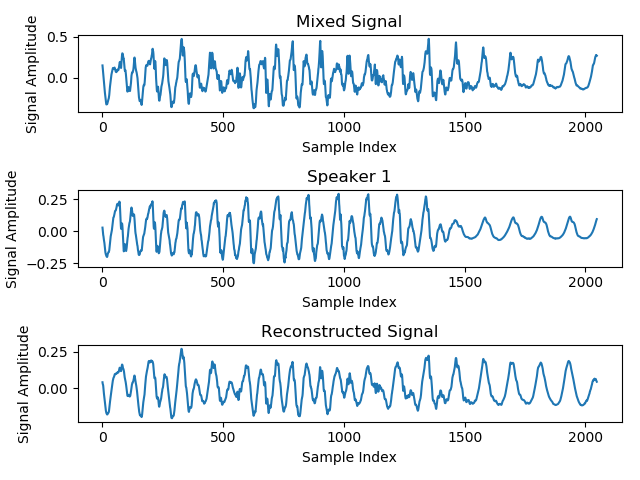 Mixed Signal
Signal Amplitude
0.5
0.0
0 500 1000 1500 2000
Sample Index
Speaker 1
Signal Amplitude
0.25
0.00
−0.25
0 500 1000 1500 2000
Sample Index
Reconstructed Signal
Signal Amplitude
0.25
0.00
0 500 1000 1500 2000
Sample Index